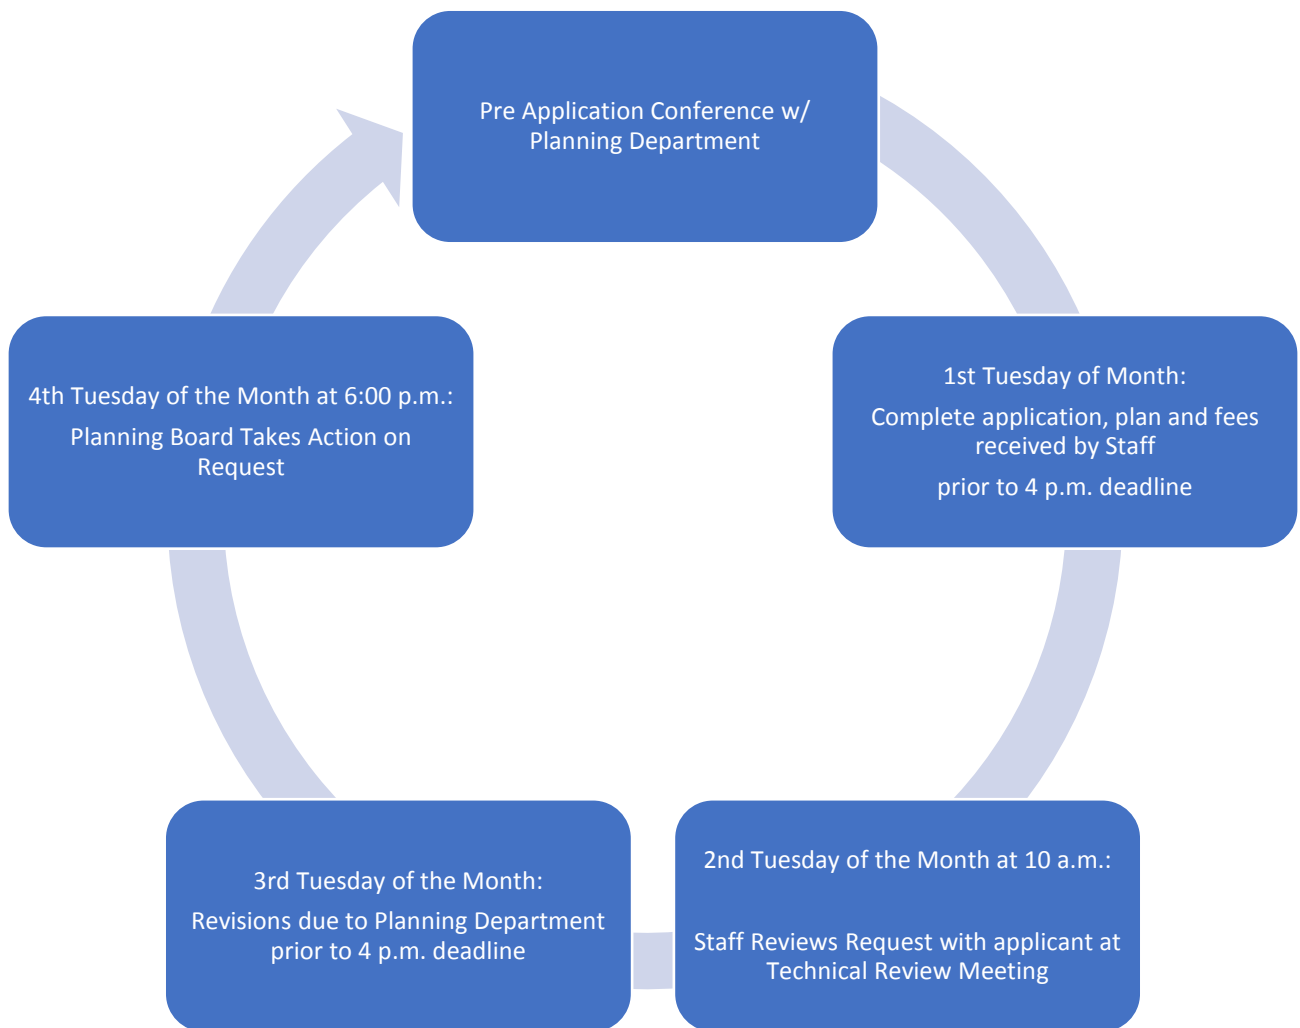 Pre Application Conference w/
Planning Department
1st Tuesday of Month:
Complete application, plan and fees
received by Staff
prior to 4 p.m. deadline
2nd Tuesday of the Month at 10 a.m.:
Staff Reviews Request with applicant at
Technical Review Meeting
3rd Tuesday of the Month:
Revisions due to Planning Department
prior to 4 p.m. deadline
4th Tuesday of the Month at 6:00 p.m.:
Planning Board Takes Action on
Request